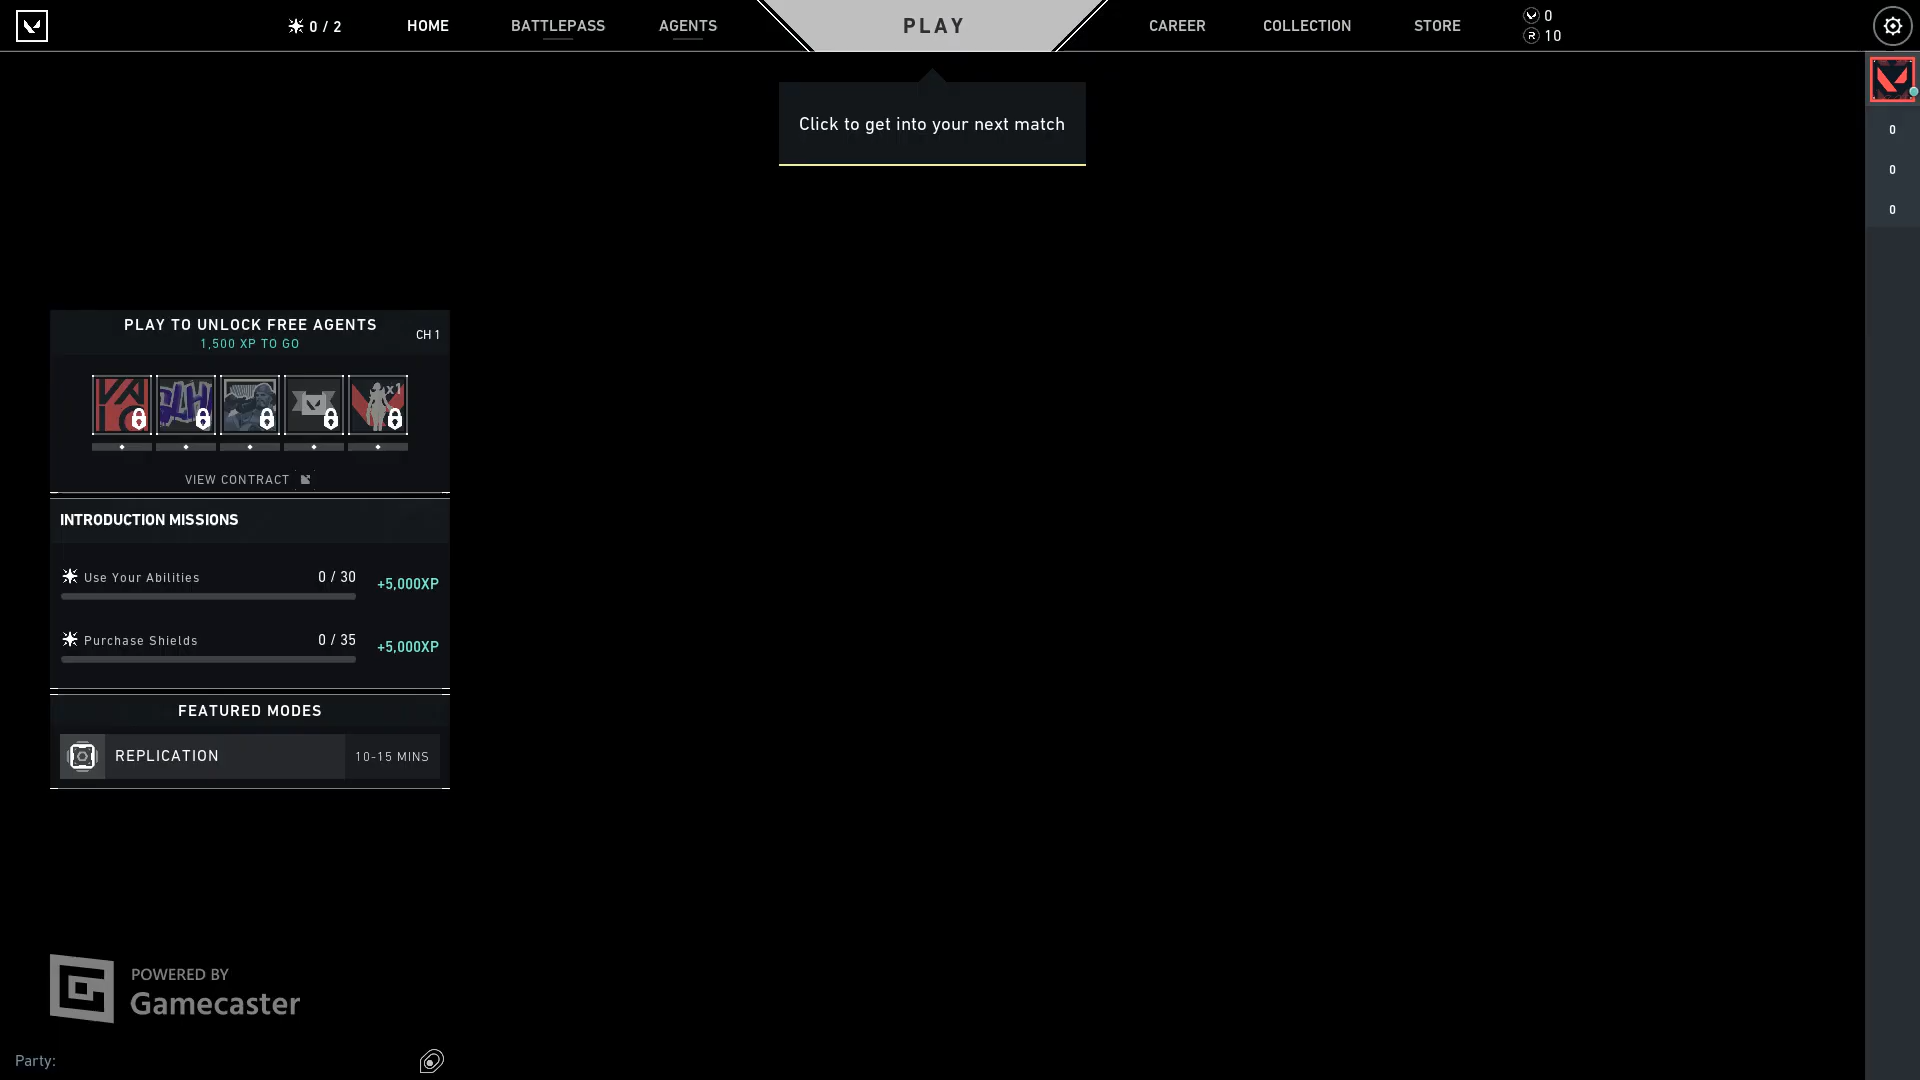 0 / 2
HOME
BATTLEPASS
AGENTS
PLAY
CAREER
COLLECTION
STORE
0
R 10
Click to get into your next match
0
0
0
PLAY TO UNLOCK FREE AGENTS
1,500 XP TO GO
CH 1
x1
VIEW CONTRACT
INTRODUCTION MISSIONS
Use Your Abilities 0 / 30 +5,000XP
Purchase Shields 0 / 35 +5,000XP
FEATURED MODES
REPLICATION 10-15 MINS
POWERED BY
Gamecaster
Party: